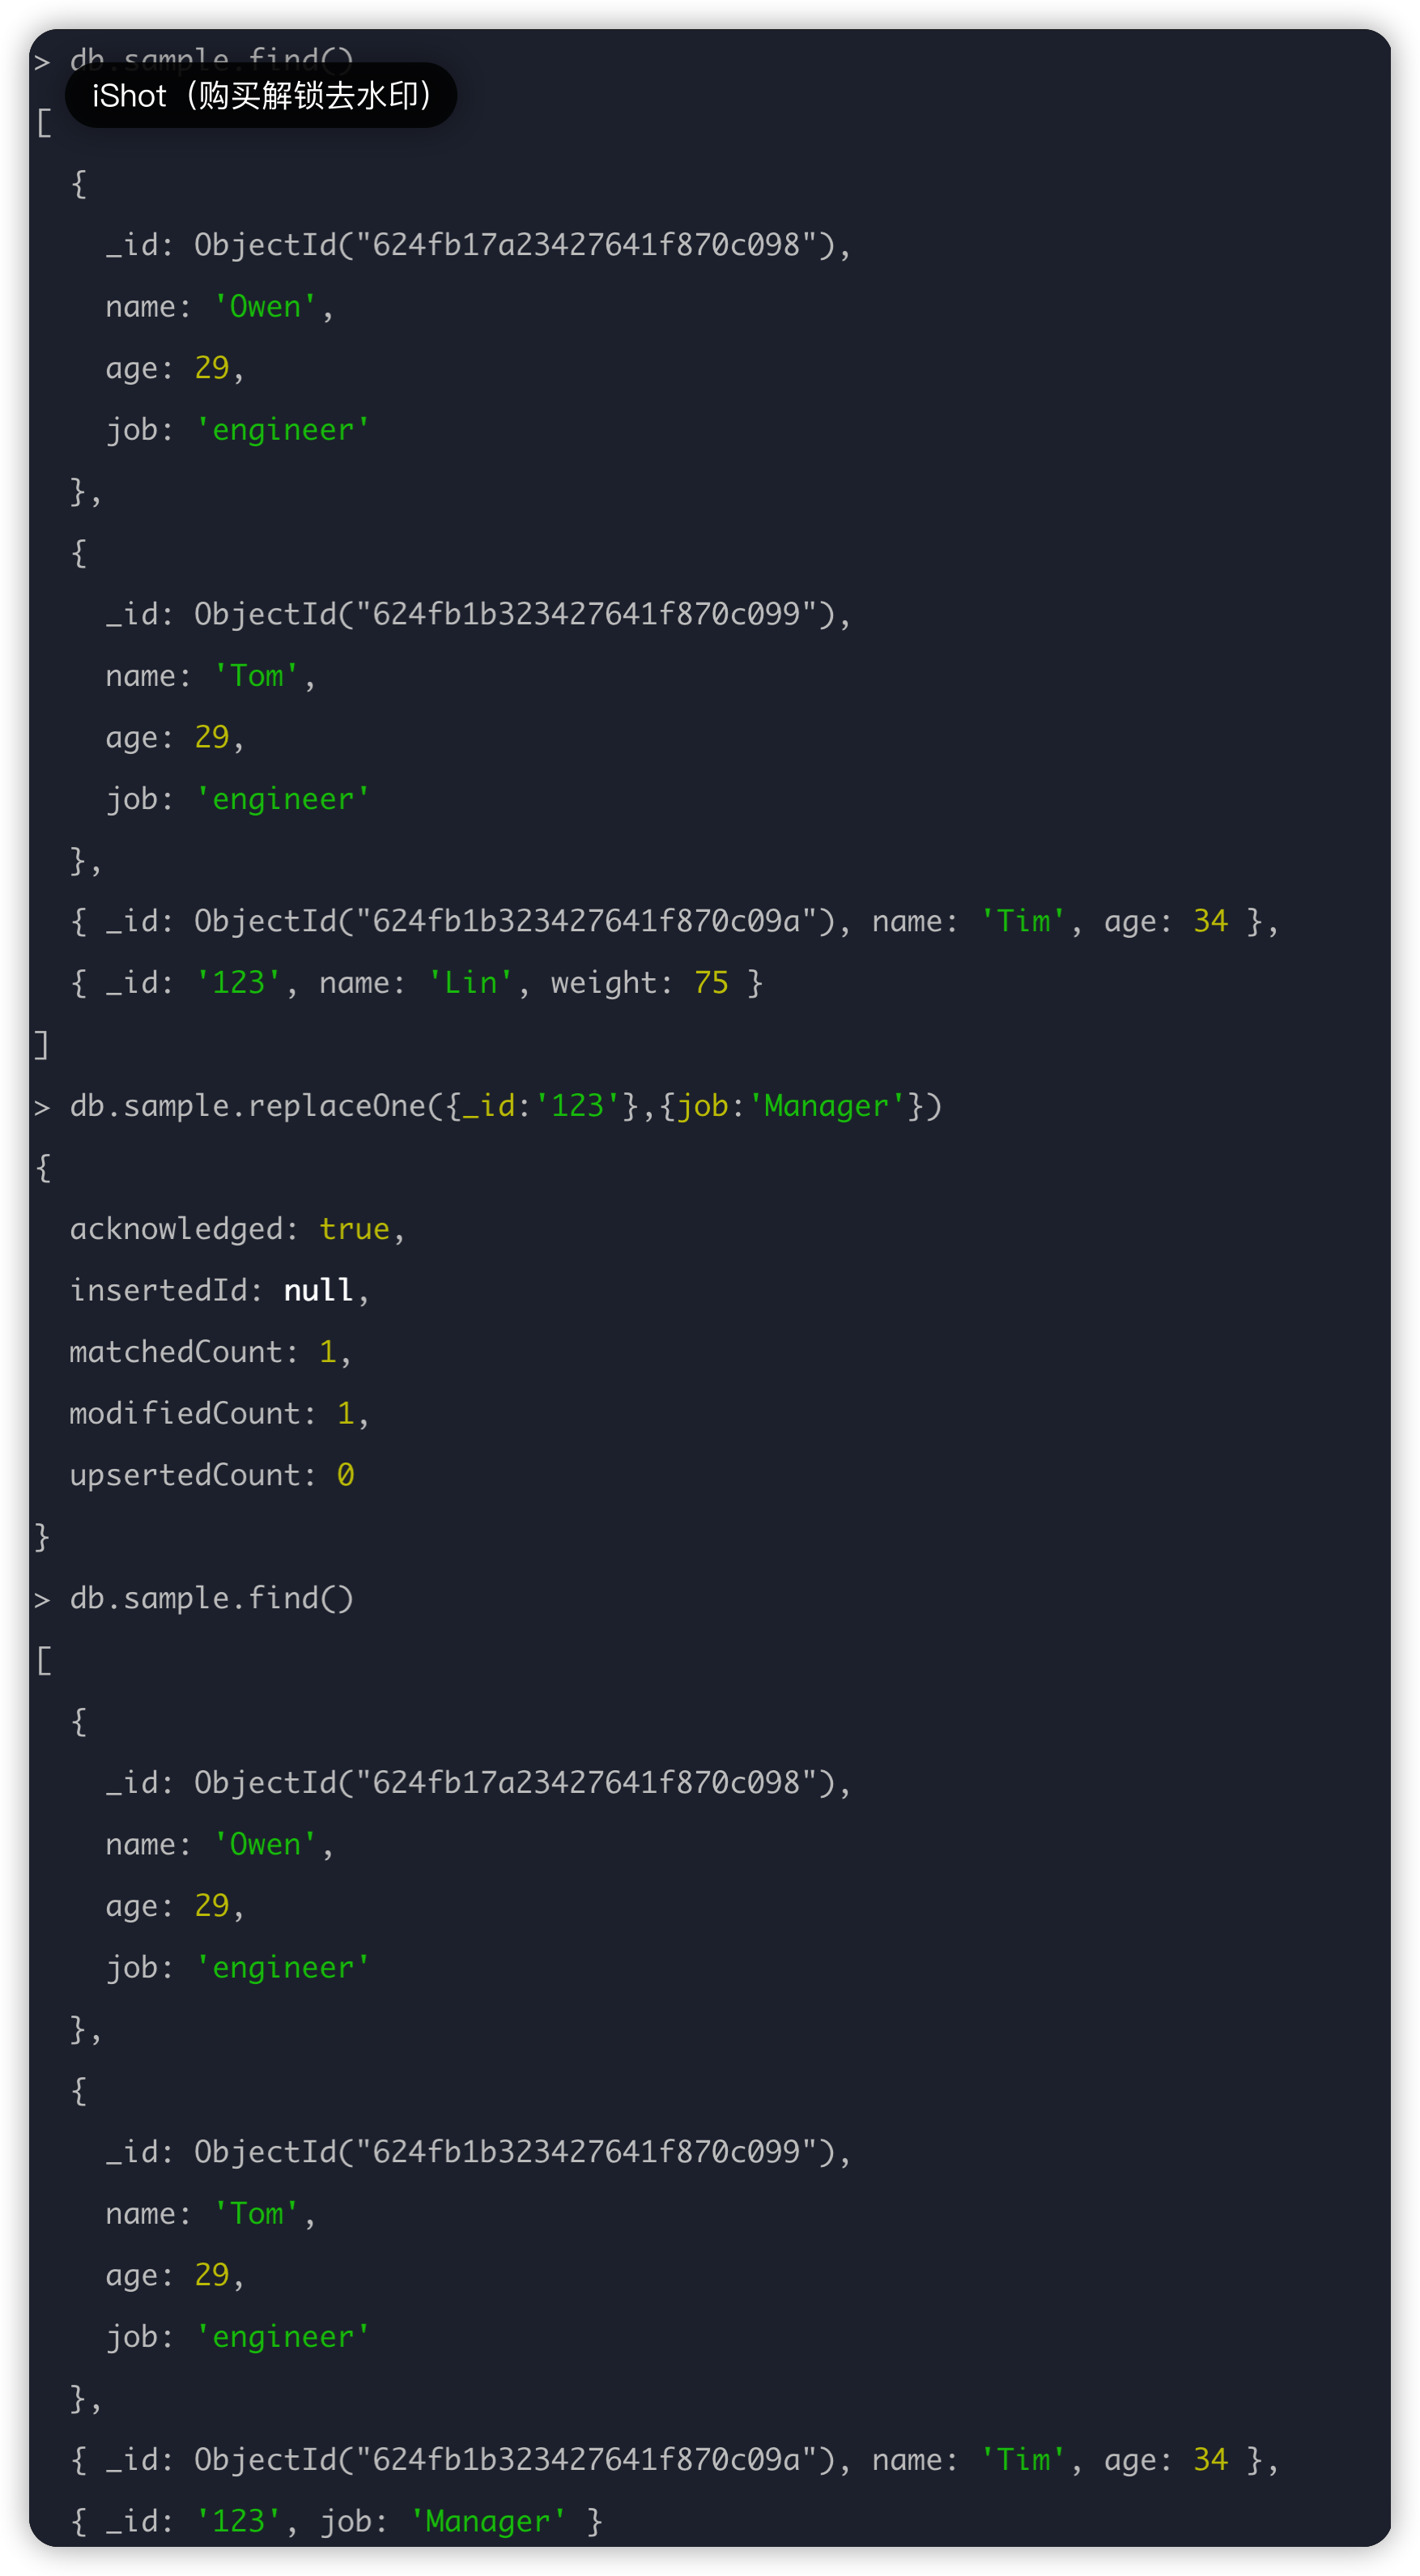 > db.sample.find()
iShot（购买解锁去水印）
[
  {
    _id: ObjectId("624fb17a23427641f870c098"),
    name: 'Owen',
    age: 29,
    job: 'engineer'
  },
  {
    _id: ObjectId("624fb1b323427641f870c099"),
    name: 'Tom',
    age: 29,
    job: 'engineer'
  },
  { _id: ObjectId("624fb1b323427641f870c09a"), name: 'Tim', age: 34 },
  { _id: '123', name: 'Lin', weight: 75 }
]
> db.sample.replaceOne({_id:'123'},{job:'Manager'})
{
  acknowledged: true,
  insertedId: null,
  matchedCount: 1,
  modifiedCount: 1,
  upsertedCount: 0
}
> db.sample.find()
[
  {
    _id: ObjectId("624fb17a23427641f870c098"),
    name: 'Owen',
    age: 29,
    job: 'engineer'
  },
  {
    _id: ObjectId("624fb1b323427641f870c099"),
    name: 'Tom',
    age: 29,
    job: 'engineer'
  },
  { _id: ObjectId("624fb1b323427641f870c09a"), name: 'Tim', age: 34 },
  { _id: '123', job: 'Manager' }